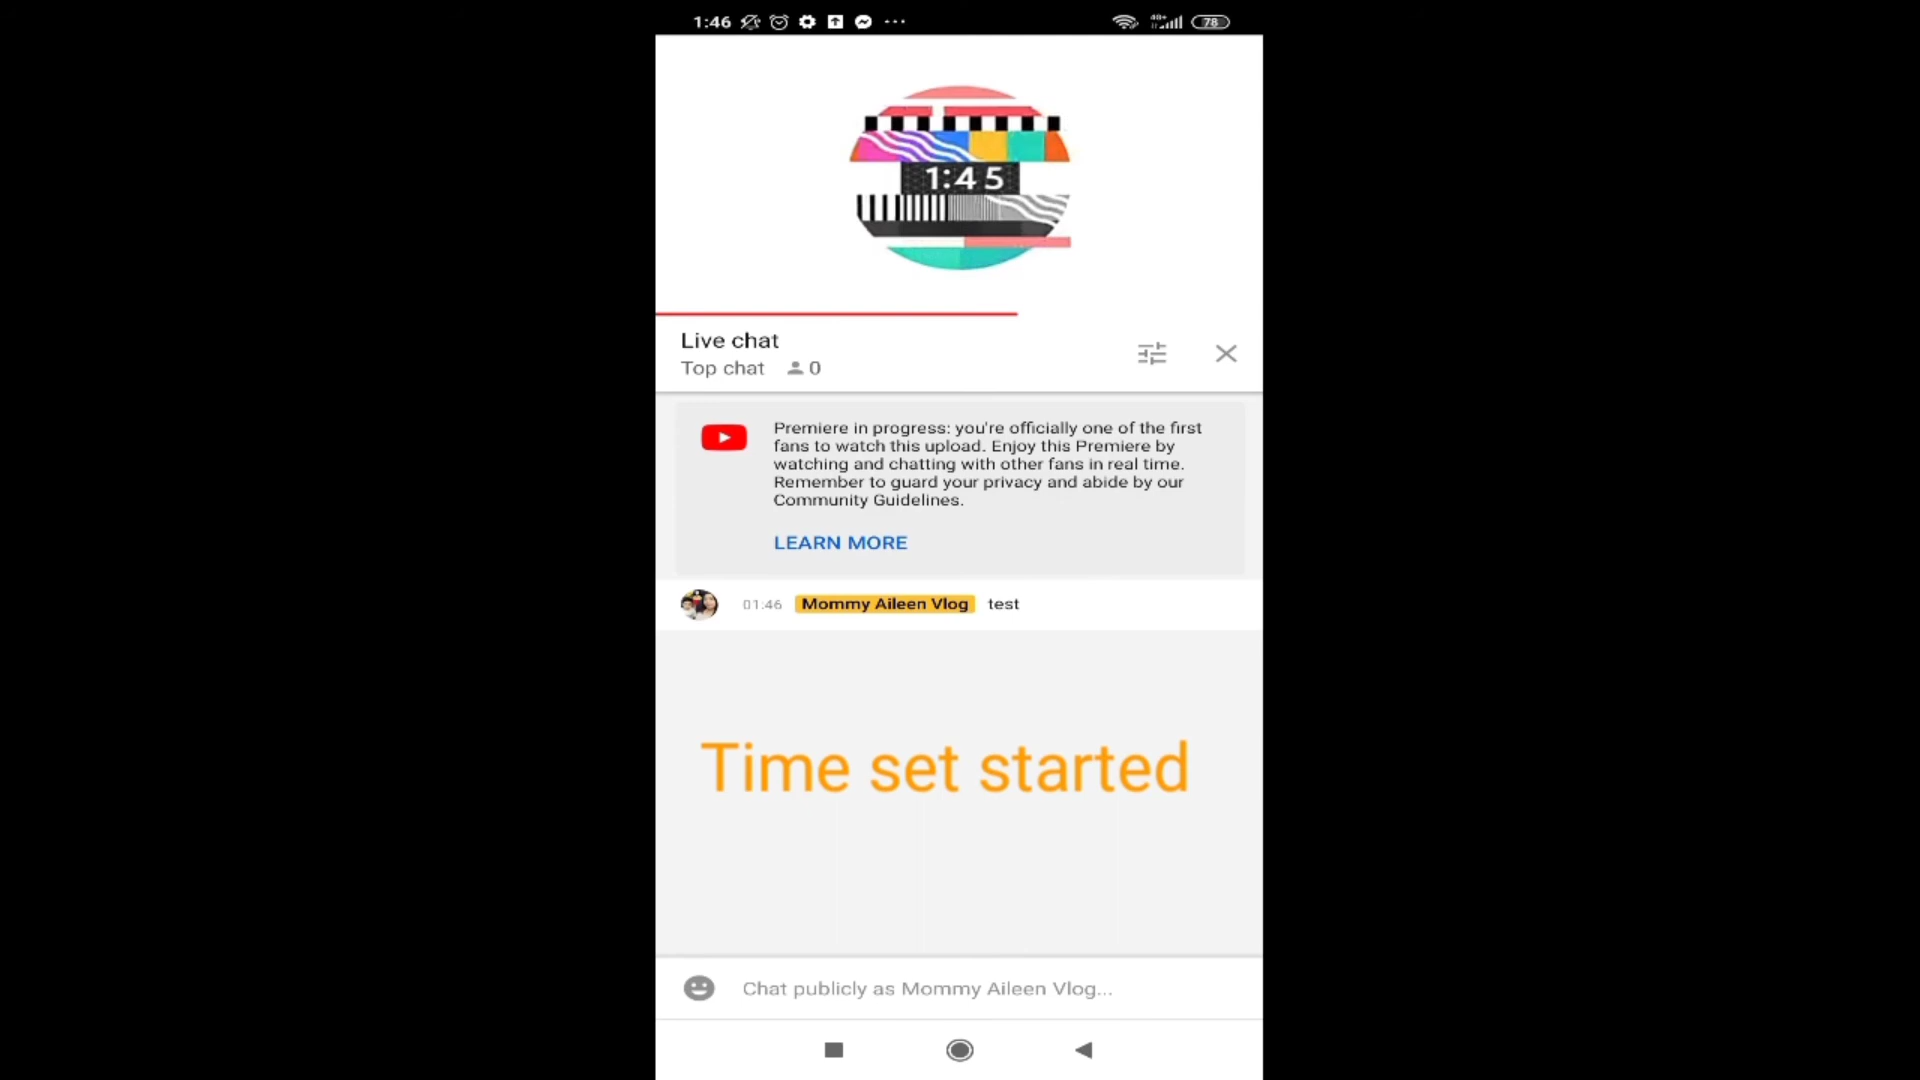 1:46
4G+
78
1:45
Live chat
Top chat 0
Premiere in progress: you're officially one of the first
fans to watch this upload. Enjoy this Premiere by
watching and chatting with other fans in real time.
Remember to guard your privacy and abide by our
Community Guidelines.
LEARN MORE
01:46 Mommy Aileen Vlog test
Time set started
Chat publicly as Mommy Aileen Vlog...